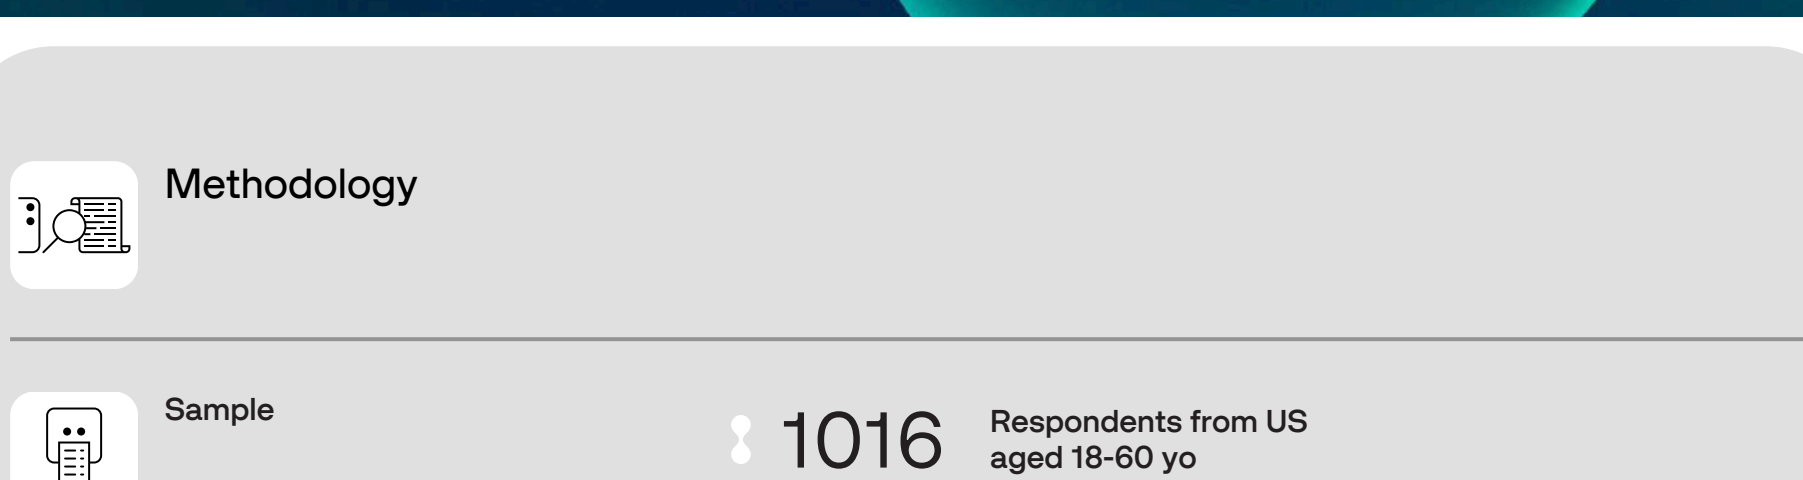 Methodology
Sample
1016
Respondents from US
aged 18-60 yo